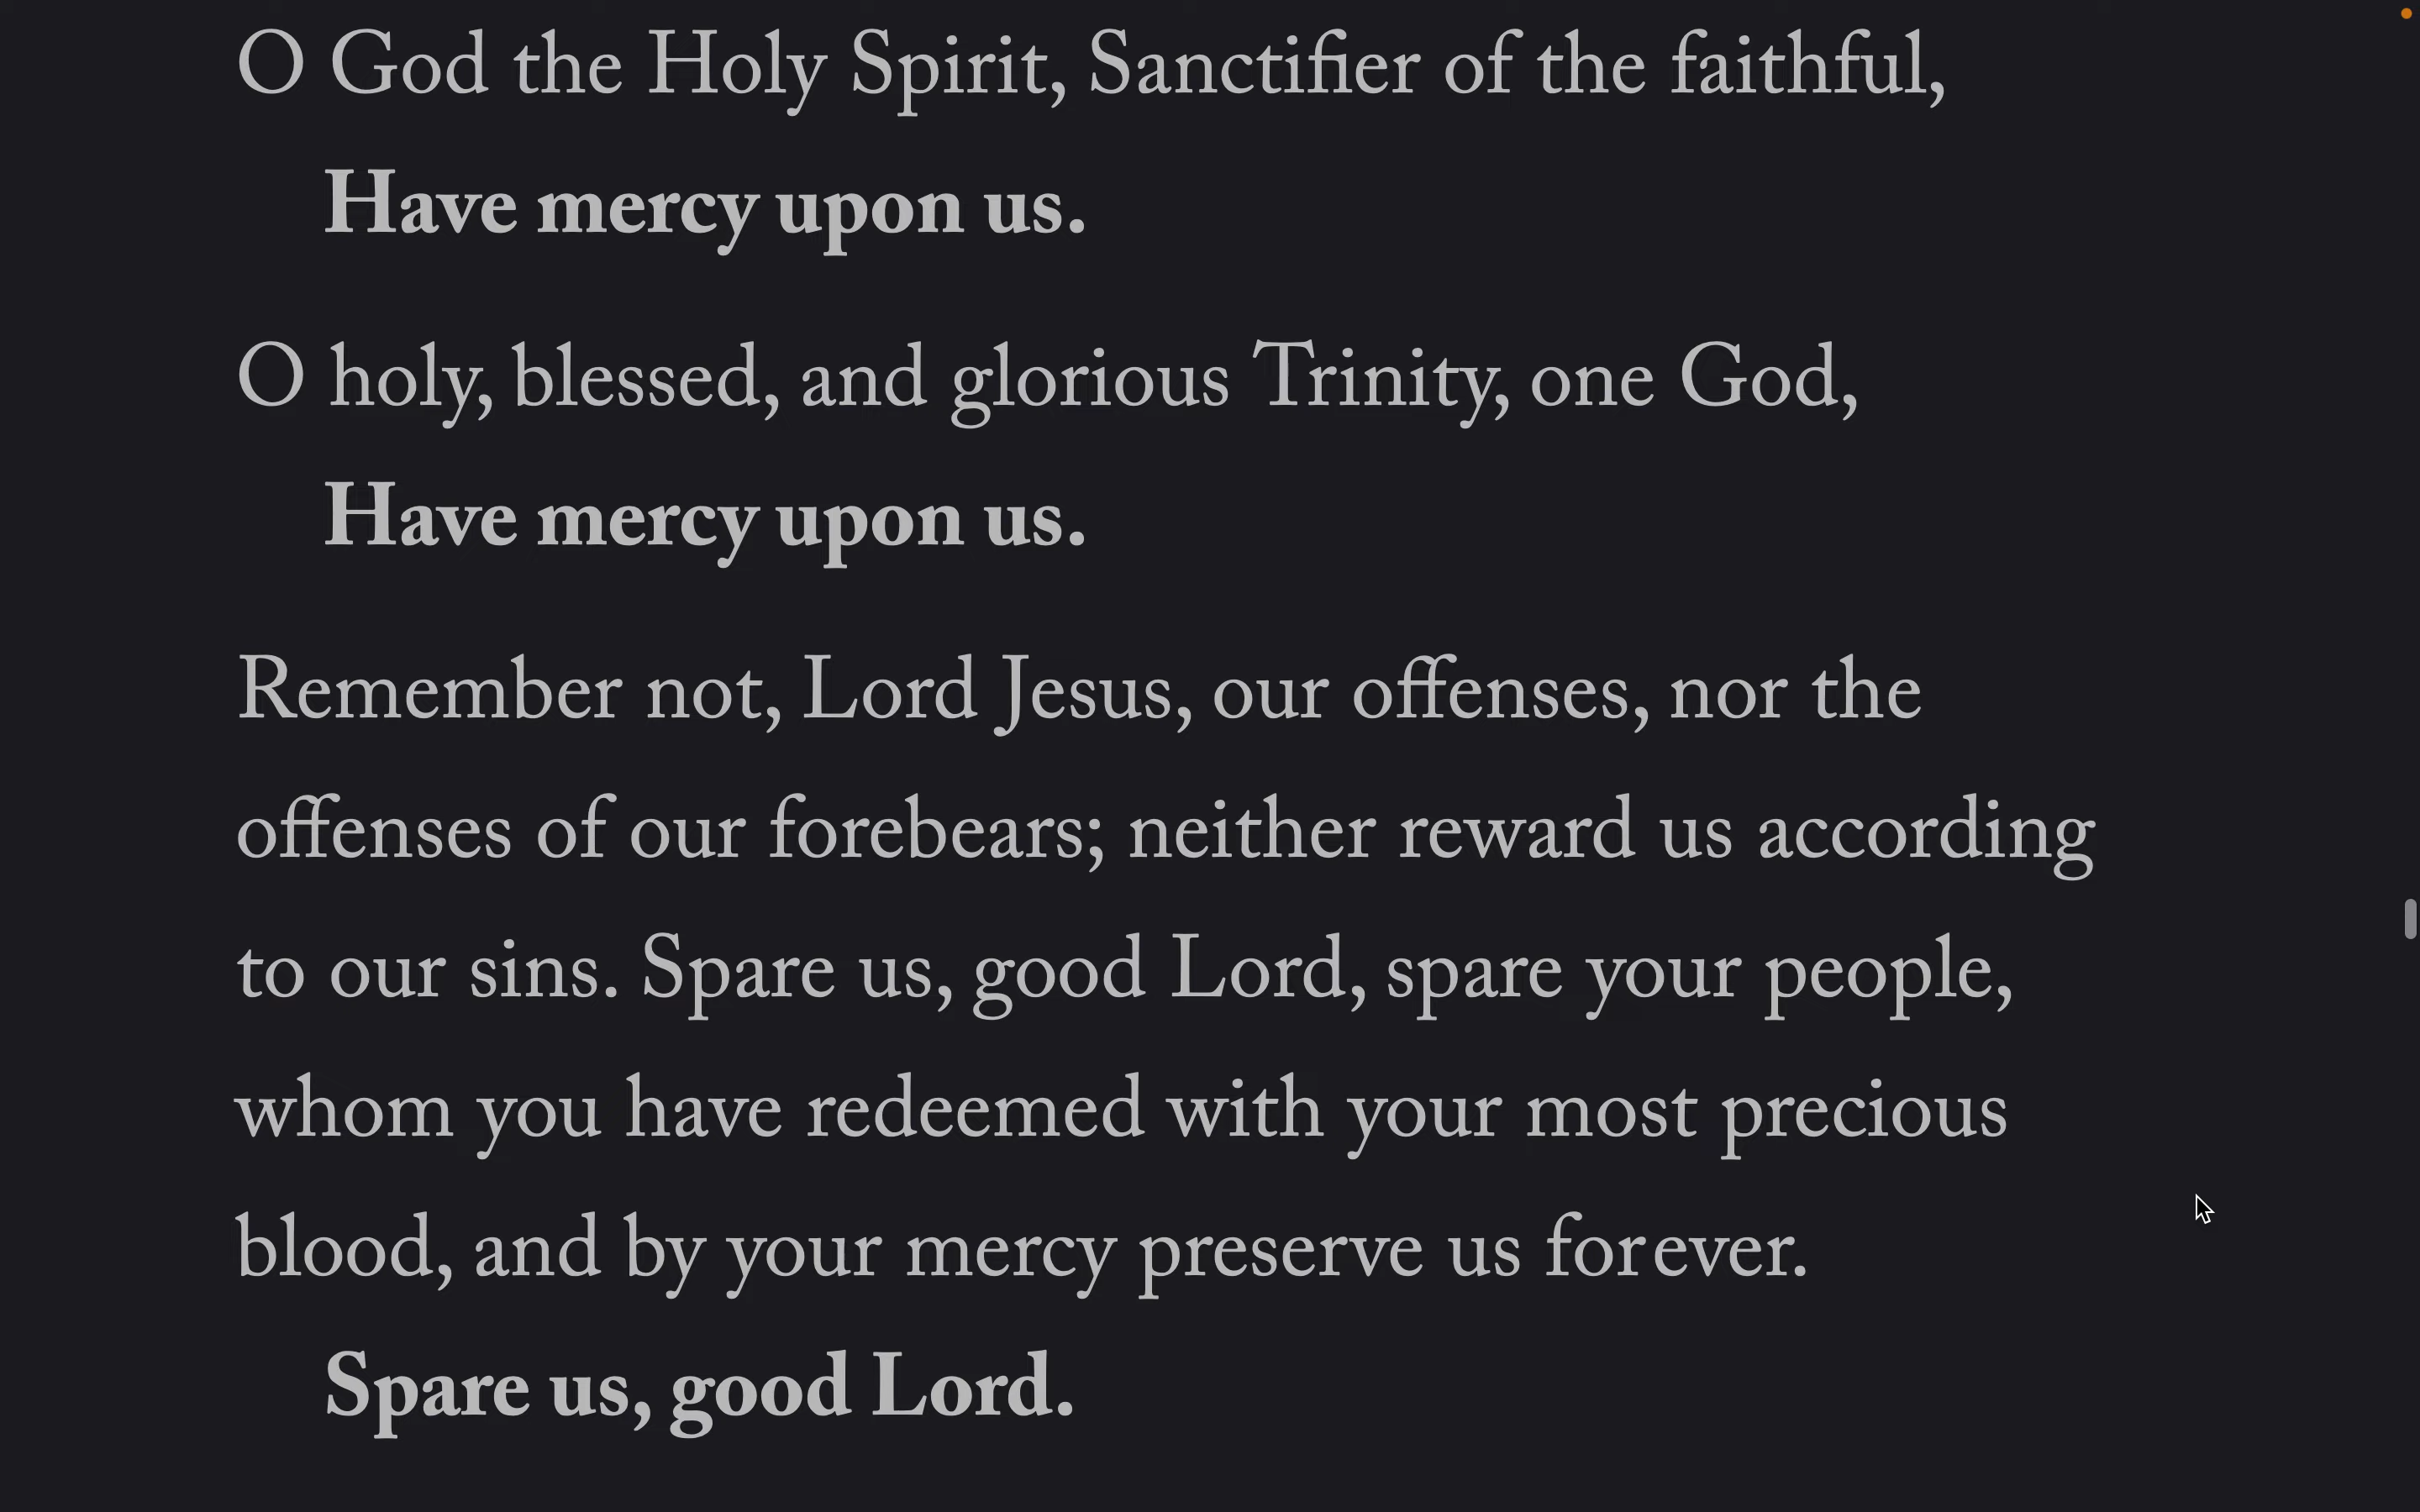 O God the Holy Spirit, Sanctifier of the faithful,
Have mercy upon us.
O holy, blessed, and glorious Trinity, one God,
Have mercy upon us.
Remember not, Lord Jesus, our offenses, nor the
offenses of our forebears; neither reward us according
to our sins. Spare us, good Lord, spare your people,
whom you have redeemed with your most precious
blood, and by your mercy preserve us forever.
Spare us, good Lord.